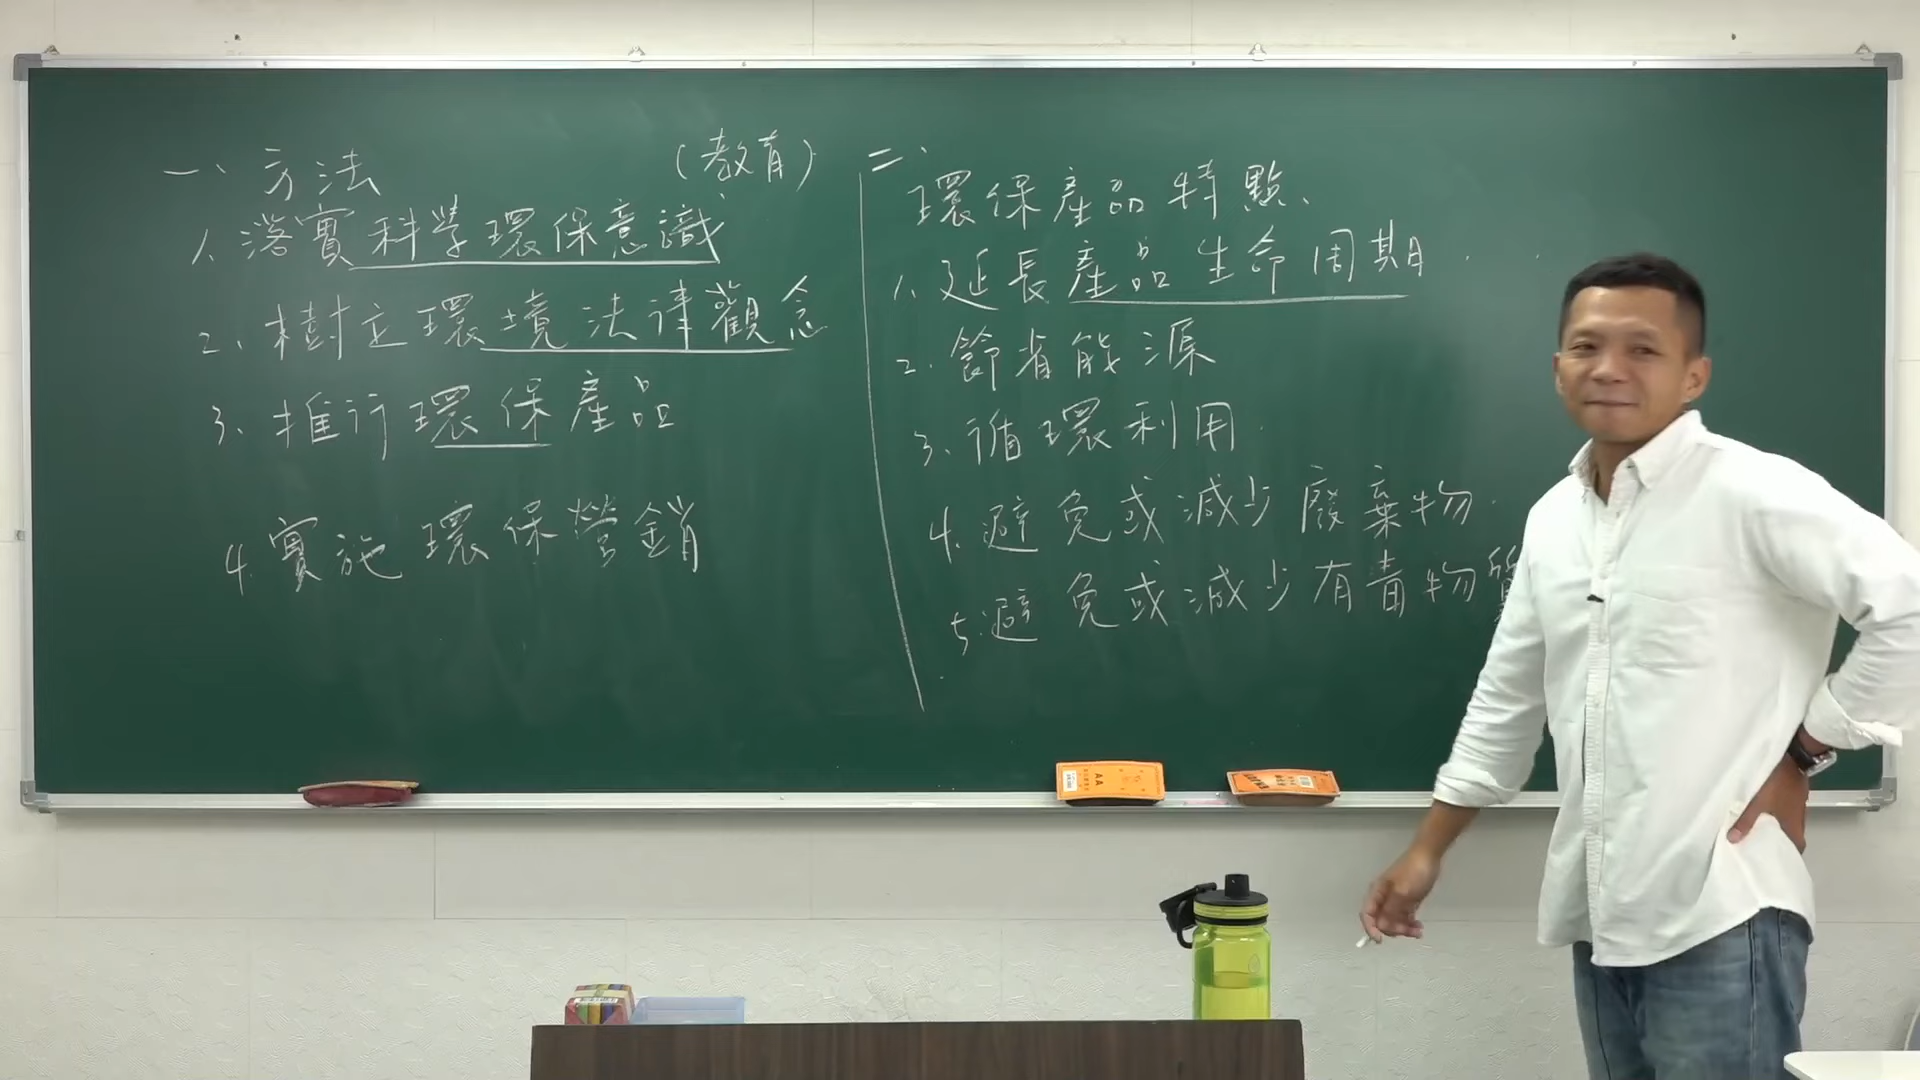 一、方法
(教育)
1. 落實科學環保意識
2、樹立環境法律觀念
3、推行環保產品
4. 實施環保營銷
二、
環保產品特點、
1. 延長產品生命周期.
2. 節省能源
3、循環利用.
4. 避免或減少廢棄物.
5. 避免或減少有毒物質
AA